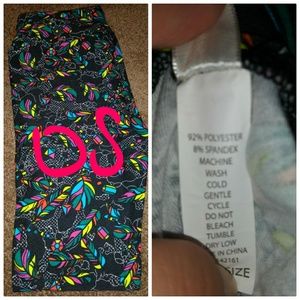 OS
92% POLYESTER
8% SPANDEX
MACHINE
WASH
COLD
GENTLE
CYCLE
DO NOT
BLEACH
TUMBLE
DRY LOW
MADE IN CHINA
SIZE